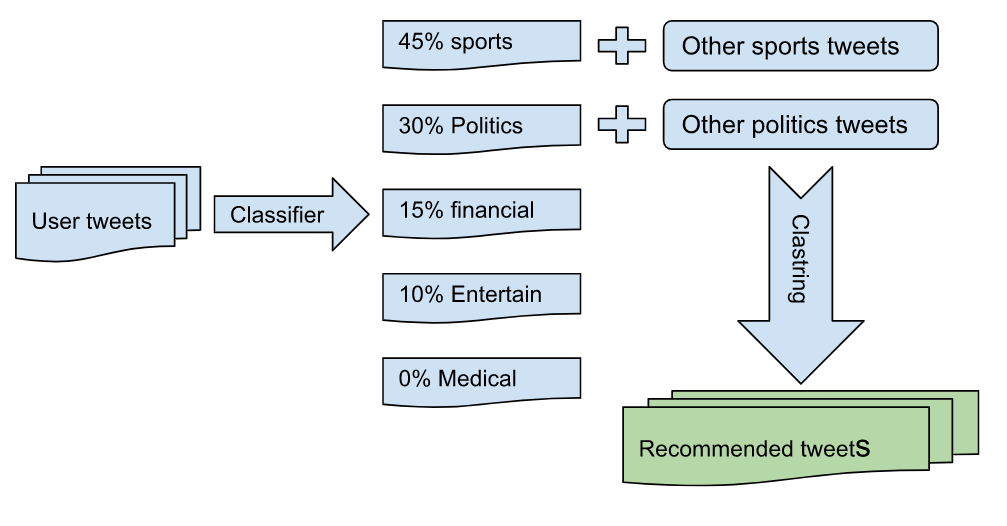 45% sports
Other sports tweets
30% Politics
Other politics tweets
User tweets
Classifier
15% financial
10% Entertain
0% Medical
Clastring
Recommended tweetS